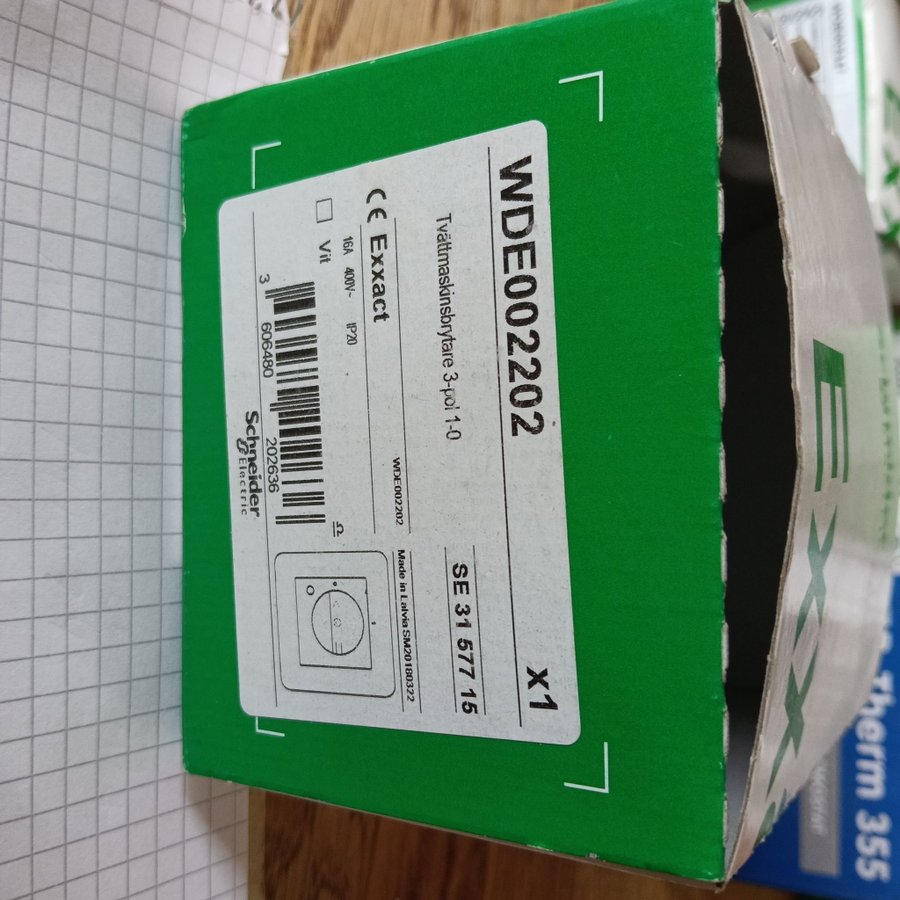 WDE002202
x1
Tvättmaskinsbrytare 3-pol 1-0
SE 31 577 15
WDE002202
Made in Latvia SM20180322
CE Exxact
16A 400V~ IP20
Vit
3 606480 202636
Schneider
Electric
EXX
Therm 355